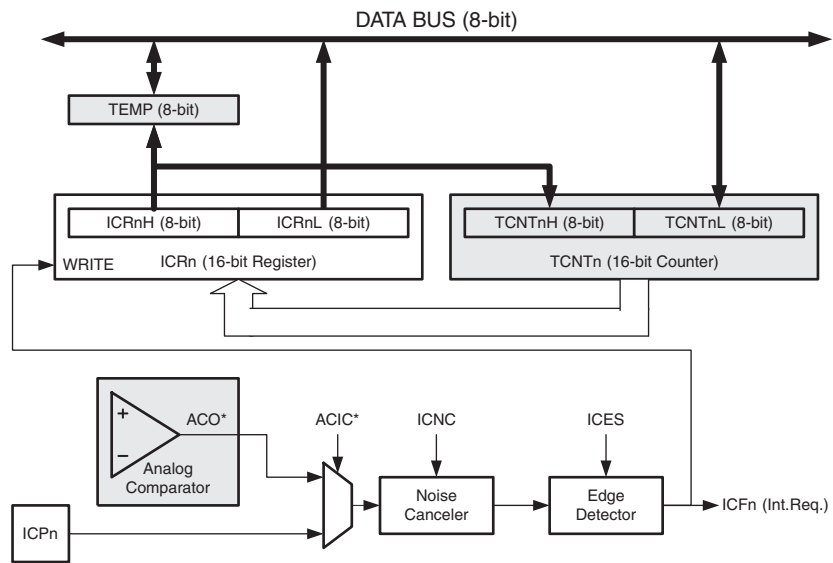 DATA BUS (8-bit)
TEMP (8-bit)
ICRnH (8-bit)
ICRnL (8-bit)
TCNTnH (8-bit)
TCNTnL (8-bit)
WRITE
ICRn (16-bit Register)
TCNTn (16-bit Counter)
+
−
ACO*
Analog
Comparator
ACIC*
ICNC
ICES
Noise
Canceler
Edge
Detector
ICFn (Int.Req.)
ICPn